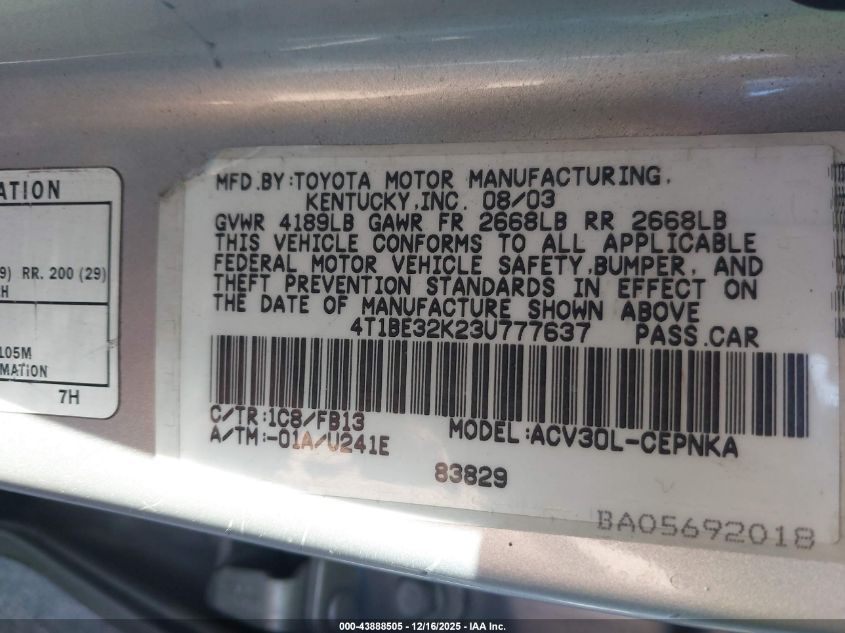 ATION
9) RR. 200 (29)
H
105M
RMATION
7H
MFD.BY:TOYOTA MOTOR MANUFACTURING,
KENTUCKY,INC. 08/03
GVWR 4189LB GAWR FR 2668LB RR 2668LB
THIS VEHICLE CONFORMS TO ALL APPLICABLE
FEDERAL MOTOR VEHICLE SAFETY,BUMPER, AND
THEFT PREVENTION STANDARDS IN EFFECT ON
THE DATE OF MANUFACTURE SHOWN ABOVE
4T1BE32K23U777637 PASS.CAR
C/TR:1C8/FB13
A/TM:-01A/U241E MODEL:ACV30L-CEPNKA
83829
BA05692018
000-43888505 - 12/16/2025 - IAA Inc.